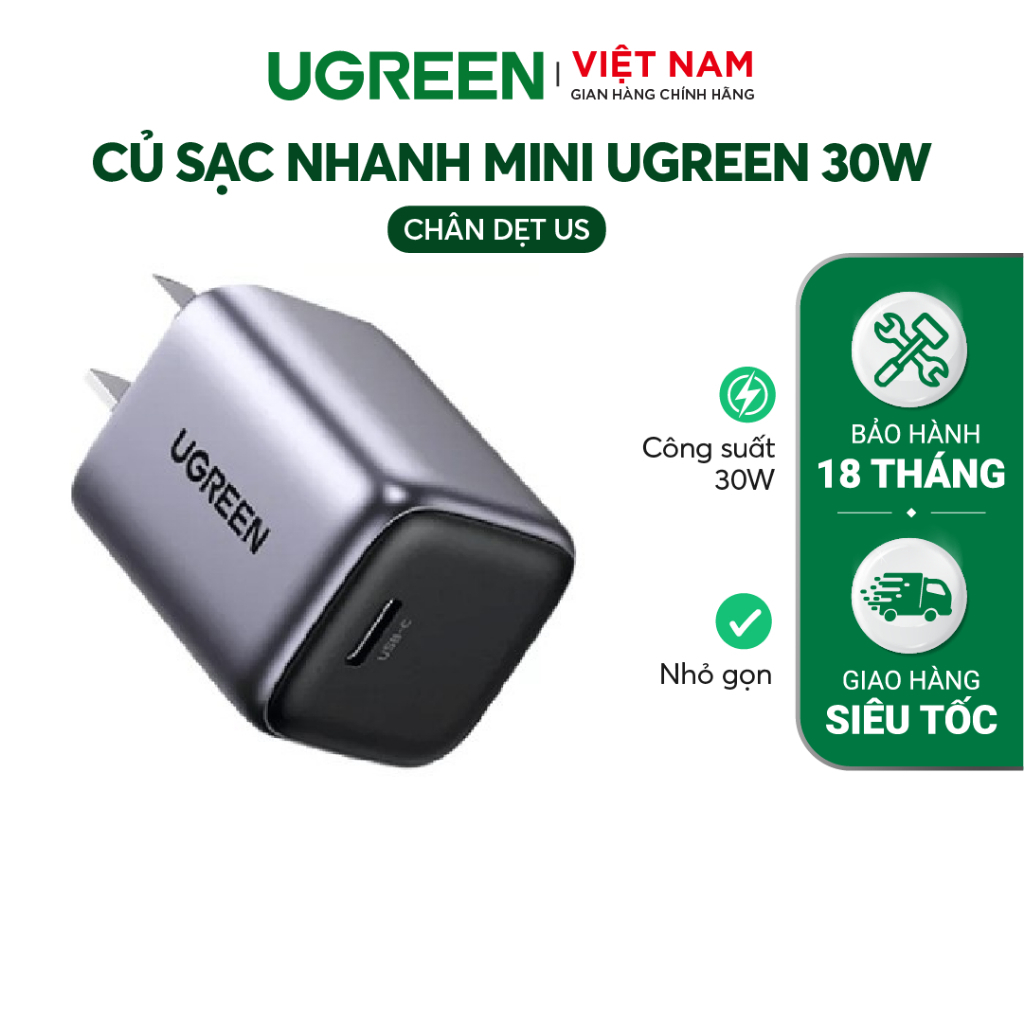 UGREEN | VIỆT NAM
GIAN HÀNG CHÍNH HÃNG
CỦ SẠC NHANH MINI UGREEN 30W
CHÂN DẸT US
UGREEN
USB-C
Công suất
30W
Nhỏ gọn
BẢO HÀNH
18 THÁNG
GIAO HÀNG
SIÊU TỐC